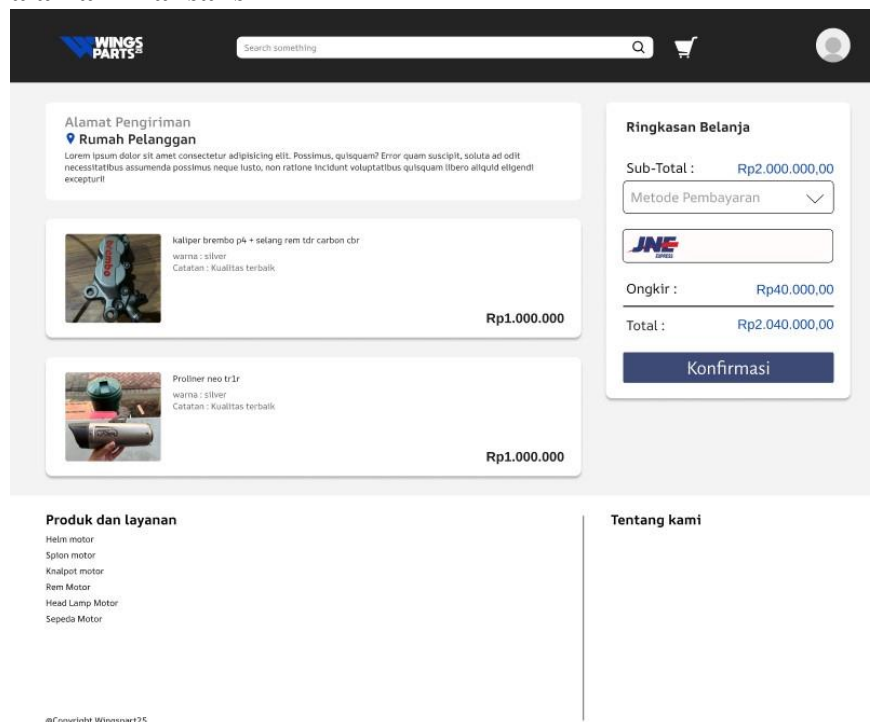 WINGS
PARTS 25
Search something
Alamat Pengiriman
Rumah Pelanggan
Lorem ipsum dolor sit amet consectetur adipisicing elit. Possimus, quisquam? Error quam suscipit, soluta ad odit
necessitatibus assumenda possimus neque iusto, non ratione incidunt voluptatibus quisquam libero aliquid eligendi
excepturi!
brembo
kaliper brembo p4 + selang rem tdr carbon cbr
warna : silver
Catatan : Kualitas terbaik
Rp1.000.000
Proliner neo tr1r
warna : silver
Catatan : Kualitas terbaik
Rp1.000.000
Ringkasan Belanja
Sub-Total : Rp2.000.000,00
Metode Pembayaran
JNE
EXPRESS
Ongkir : Rp40.000,00
Total : Rp2.040.000,00
Konfirmasi
Produk dan layanan
Helm motor
Spion motor
Knalpot motor
Rem Motor
Head Lamp Motor
Sepeda Motor
@Copyright Wingspart25
Tentang kami